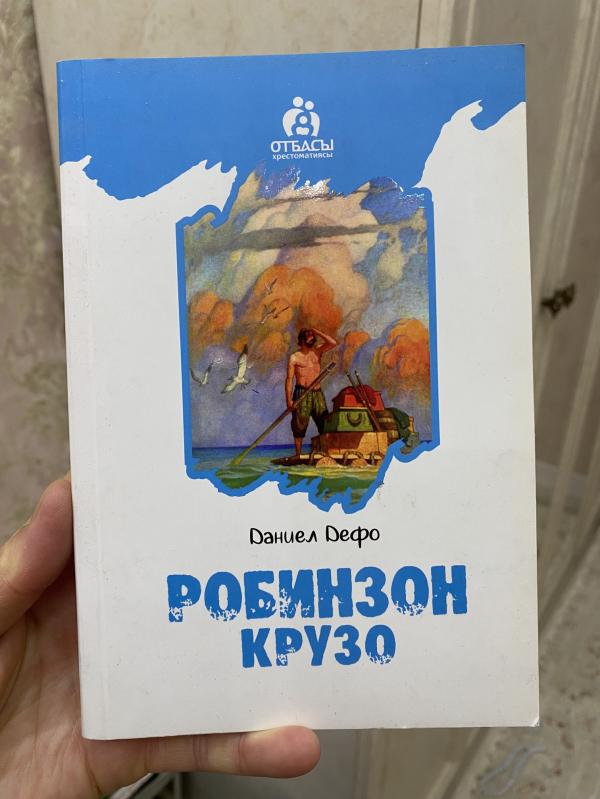 ОТБАСЫ
хрестоматиясы
Даниел Дефо
РОБИНЗОН
КРУЗО